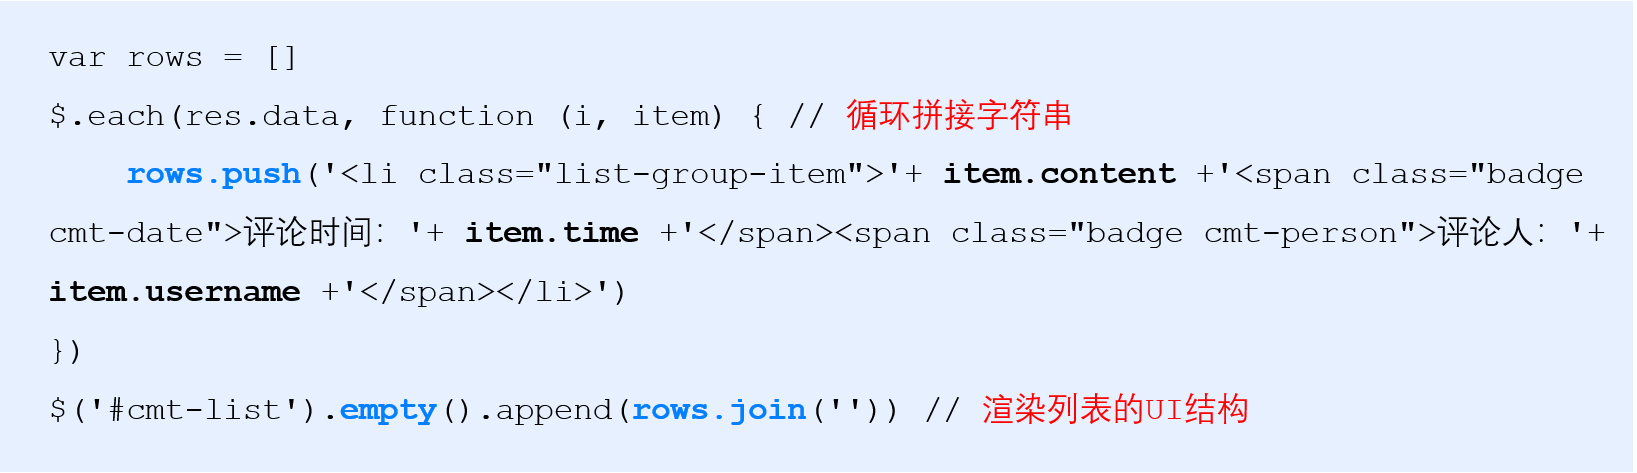 var rows = []
$.each(res.data, function (i, item) { // 循环拼接字符串
    rows.push('<li class="list-group-item">'+ item.content +'<span class="badge
cmt-date">评论时间：'+ item.time +'</span><span class="badge cmt-person">评论人：'+
item.username +'</span></li>')
})
$('#cmt-list').empty().append(rows.join('')) // 渲染列表的UI结构